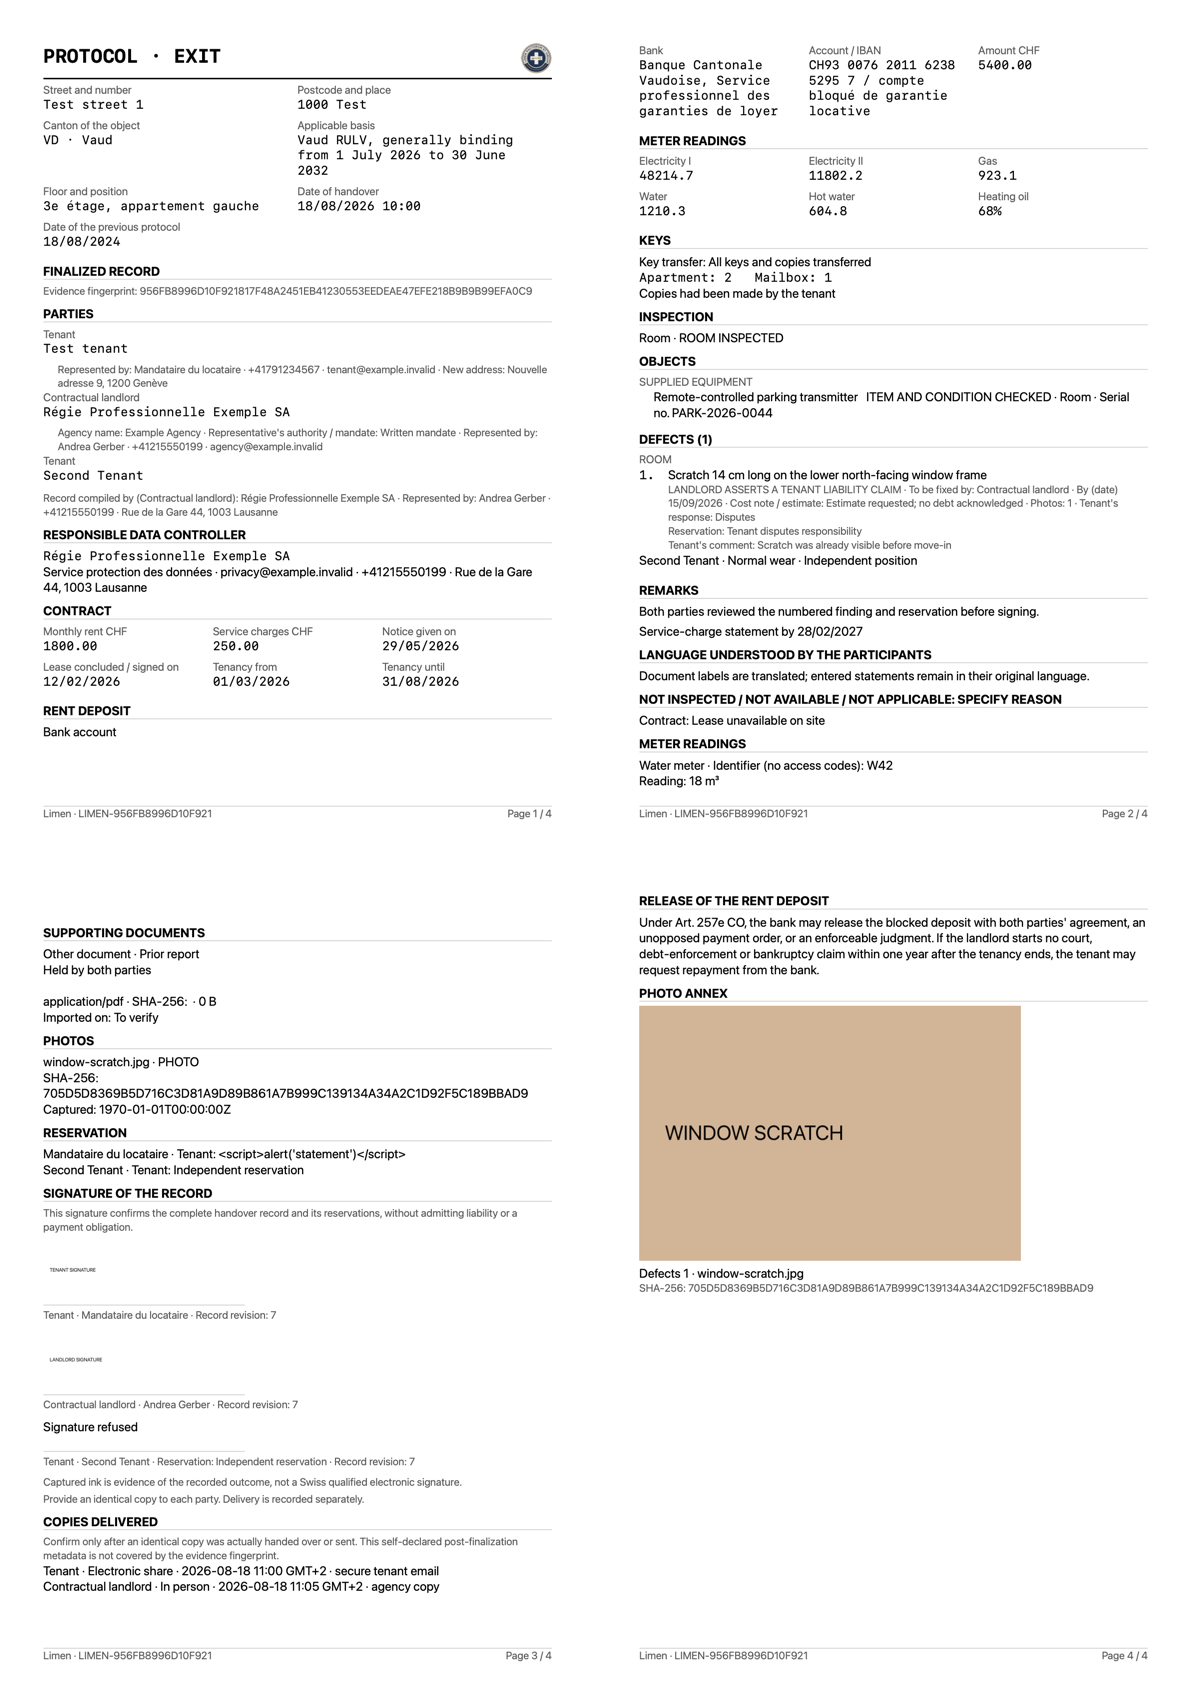 PROTOCOL · EXIT
Street and number
Test street 1
Postcode and place
1000 Test
Canton of the object
VD · Vaud
Applicable basis
Vaud RULV, generally binding
from 1 July 2026 to 30 June
2032
Floor and position
3e étage, appartement gauche
Date of handover
18/08/2026 10:00
Date of the previous protocol
18/08/2024
FINALIZED RECORD
Evidence fingerprint: 956FB8996D10F921817F48A2451EB41230553EEDEAE47EFE218B9B9B99EFA0C9
PARTIES
Tenant
Test tenant
Represented by: Mandataire du locataire · +41791234567 · tenant@example.invalid · New address: Nouvelle
adresse 9, 1200 Genève
Contractual landlord
Régie Professionnelle Exemple SA
Agency name: Example Agency · Representative's authority / mandate: Written mandate · Represented by:
Andrea Gerber · +41215550199 · agency@example.invalid
Tenant
Second Tenant
Record compiled by (Contractual landlord): Régie Professionnelle Exemple SA · Represented by: Andrea Gerber ·
+41215550199 · Rue de la Gare 44, 1003 Lausanne
RESPONSIBLE DATA CONTROLLER
Régie Professionnelle Exemple SA
Service protection des données · privacy@example.invalid · +41215550199 · Rue de la Gare
44, 1003 Lausanne
CONTRACT
Monthly rent CHF
1800.00
Service charges CHF
250.00
Notice given on
29/05/2026
Lease concluded / signed on
12/02/2026
Tenancy from
01/03/2026
Tenancy until
31/08/2026
RENT DEPOSIT
Bank account
Limen · LIMEN-956FB8996D10F921
Page 1 / 4
Bank
Banque Cantonale
Vaudoise, Service
professionnel des
garanties de loyer
Account / IBAN
CH93 0076 2011 6238
5295 7 / compte
bloqué de garantie
locative
Amount CHF
5400.00
METER READINGS
Electricity I
48214.7
Electricity II
11802.2
Gas
923.1
Water
1210.3
Hot water
604.8
Heating oil
68%
KEYS
Key transfer: All keys and copies transferred
Apartment: 2   Mailbox: 1
Copies had been made by the tenant
INSPECTION
Room · ROOM INSPECTED
OBJECTS
SUPPLIED EQUIPMENT
Remote-controlled parking transmitter   ITEM AND CONDITION CHECKED · Room · Serial
no. PARK-2026-0044
DEFECTS (1)
ROOM
1. Scratch 14 cm long on the lower north-facing window frame
LANDLORD ASSERTS A TENANT LIABILITY CLAIM · To be fixed by: Contractual landlord · By (date)
15/09/2026 · Cost note / estimate: Estimate requested; no debt acknowledged · Photos: 1 · Tenant's
response: Disputes
Reservation: Tenant disputes responsibility
Tenant's comment: Scratch was already visible before move-in
Second Tenant · Normal wear · Independent position
REMARKS
Both parties reviewed the numbered finding and reservation before signing.
Service-charge statement by 28/02/2027
LANGUAGE UNDERSTOOD BY THE PARTICIPANTS
Document labels are translated; entered statements remain in their original language.
NOT INSPECTED / NOT AVAILABLE / NOT APPLICABLE: SPECIFY REASON
Contract: Lease unavailable on site
METER READINGS
Water meter · Identifier (no access codes): W42
Reading: 18 m³
Limen · LIMEN-956FB8996D10F921
Page 2 / 4
SUPPORTING DOCUMENTS
Other document · Prior report
Held by both parties
application/pdf · SHA-256: · 0 B
Imported on: To verify
PHOTOS
window-scratch.jpg · PHOTO
SHA-256:
705D5D8369B5D716C3D81A9D89B861A7B999C139134A34A2C1D92F5C189BBAD9
Captured: 1970-01-01T00:00:00Z
RESERVATION
Mandataire du locataire · Tenant: <script>alert('statement')</script>
Second Tenant · Tenant: Independent reservation
SIGNATURE OF THE RECORD
This signature confirms the complete handover record and its reservations, without admitting liability or a
payment obligation.
TENANT SIGNATURE
Tenant · Mandataire du locataire · Record revision: 7
LANDLORD SIGNATURE
Contractual landlord · Andrea Gerber · Record revision: 7
Signature refused
Tenant · Second Tenant · Reservation: Independent reservation · Record revision: 7
Captured ink is evidence of the recorded outcome, not a Swiss qualified electronic signature.
Provide an identical copy to each party. Delivery is recorded separately.
COPIES DELIVERED
Confirm only after an identical copy was actually handed over or sent. This self-declared post-finalization
metadata is not covered by the evidence fingerprint.
Tenant · Electronic share · 2026-08-18 11:00 GMT+2 · secure tenant email
Contractual landlord · In person · 2026-08-18 11:05 GMT+2 · agency copy
Limen · LIMEN-956FB8996D10F921
Page 3 / 4
RELEASE OF THE RENT DEPOSIT
Under Art. 257e CO, the bank may release the blocked deposit with both parties' agreement, an
unopposed payment order, or an enforceable judgment. If the landlord starts no court,
debt-enforcement or bankruptcy claim within one year after the tenancy ends, the tenant may
request repayment from the bank.
PHOTO ANNEX
WINDOW SCRATCH
Defects 1 · window-scratch.jpg
SHA-256: 705D5D8369B5D716C3D81A9D89B861A7B999C139134A34A2C1D92F5C189BBAD9
Limen · LIMEN-956FB8996D10F921
Page 4 / 4